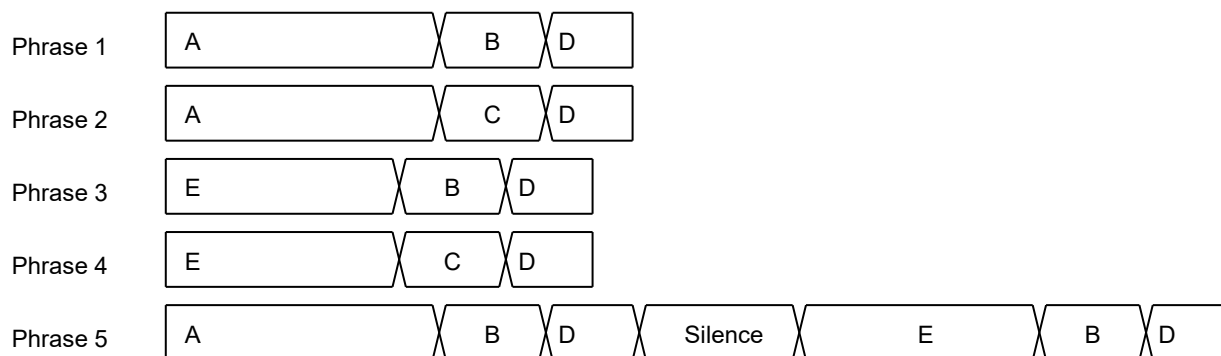 Phrase 1 A B D
Phrase 2 A C D
Phrase 3 E B D
Phrase 4 E C D
Phrase 5 A B D Silence E B D